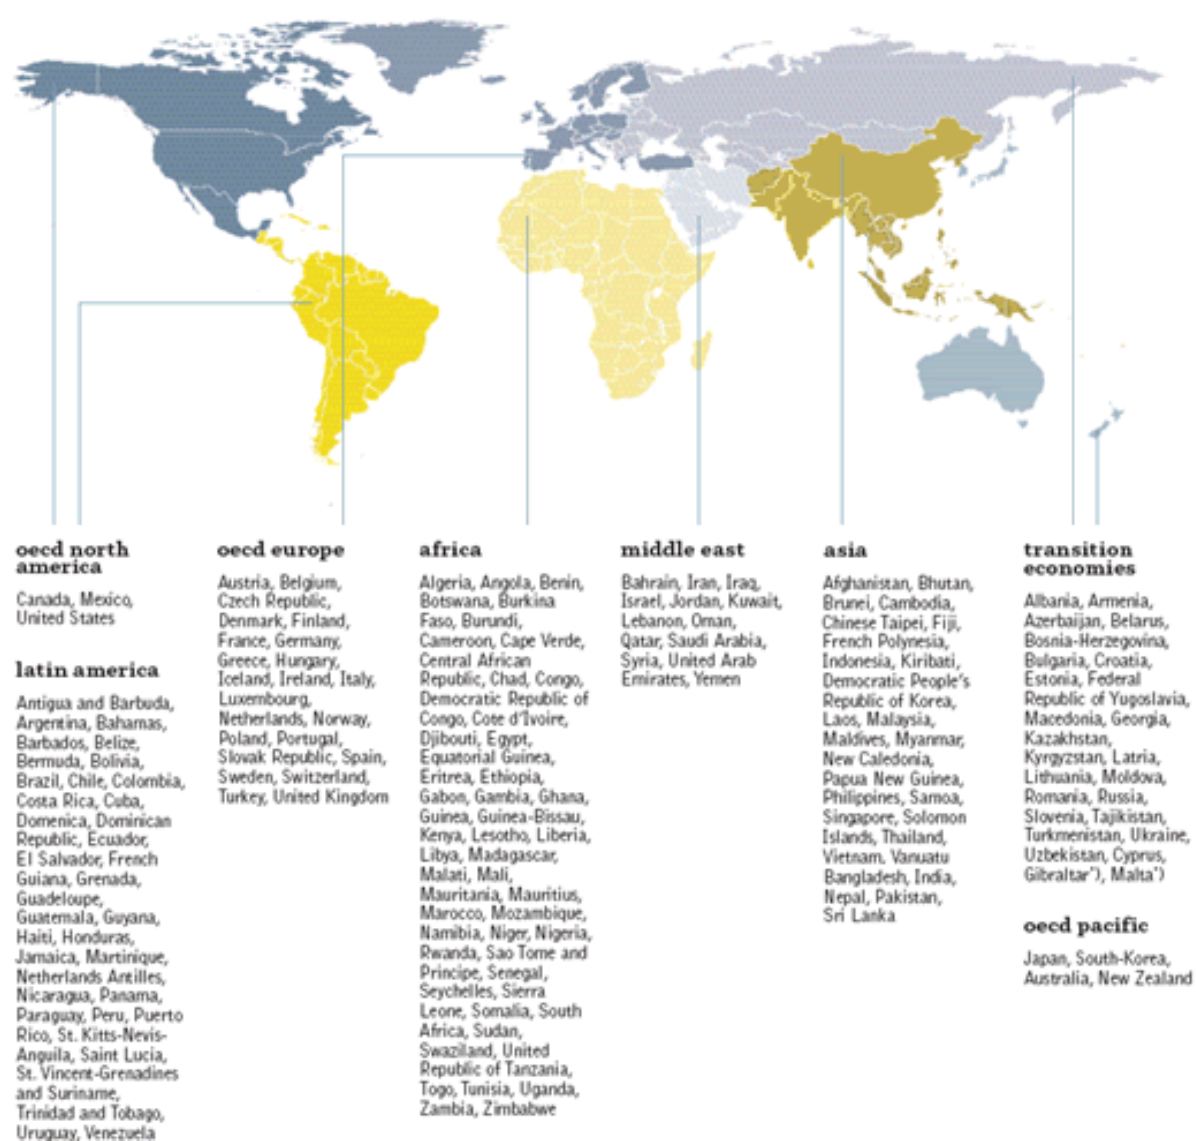 oecd north
america
Canada, Mexico,
United States
latin america
Antigua and Barbuda,
Argentina, Bahamas,
Barbados, Belize,
Bermuda, Bolivia,
Brazil, Chile, Colombia,
Costa Rica, Cuba,
Domenica, Dominican
Republic, Ecuador,
El Salvador, French
Guiana, Grenada,
Guadeloupe,
Guatemala, Guyana,
Haiti, Honduras,
Jamaica, Martinique,
Netherlands Antilles,
Nicaragua, Panama,
Paraguay, Peru, Puerto
Rico, St. Kitts-Nevis-
Anguila, Saint Lucia,
St. Vincent-Grenadines
and Suriname,
Trinidad and Tobago,
Uruguay, Venezuela
oecd europe
Austria, Belgium,
Czech Republic,
Denmark, Finland,
France, Germany,
Greece, Hungary,
Iceland, Ireland, Italy,
Luxembourg,
Netherlands, Norway,
Poland, Portugal,
Slovak Republic, Spain,
Sweden, Switzerland,
Turkey, United Kingdom
africa
Algeria, Angola, Benin,
Botswana, Burkina
Faso, Burundi,
Cameroon, Cape Verde,
Central African
Republic, Chad, Congo,
Democratic Republic of
Congo, Cote d'Ivoire,
Djibouti, Egypt,
Equatorial Guinea,
Eritrea, Ethiopia,
Gabon, Gambia, Ghana,
Guinea, Guinea-Bissau,
Kenya, Lesotho, Liberia,
Libya, Madagascar,
Malati, Mali,
Mauritania, Mauritius,
Marocco, Mozambique,
Namibia, Niger, Nigeria,
Rwanda, Sao Tome and
Principe, Senegal,
Seychelles, Sierra
Leone, Somalia, South
Africa, Sudan,
Swaziland, United
Republic of Tanzania,
Togo, Tunisia, Uganda,
Zambia, Zimbabwe
middle east
Bahrain, Iran, Iraq,
Israel, Jordan, Kuwait,
Lebanon, Oman,
Qatar, Saudi Arabia,
Syria, United Arab
Emirates, Yemen
asia
Afghanistan, Bhutan,
Brunei, Cambodia,
Chinese Taipei, Fiji,
French Polynesia,
Indonesia, Kiribati,
Democratic People's
Republic of Korea,
Laos, Malaysia,
Maldives, Myanmar,
New Caledonia,
Papua New Guinea,
Philippines, Samoa,
Singapore, Solomon
Islands, Thailand,
Vietnam, Vanuatu
Bangladesh, India,
Nepal, Pakistan,
Sri Lanka
transition
economies
Albania, Armenia,
Azerbaijan, Belarus,
Bosnia-Herzegovina,
Bulgaria, Croatia,
Estonia, Federal
Republic of Yugoslavia,
Macedonia, Georgia,
Kazakhstan,
Kyrgyzstan, Latria,
Lithuania, Moldova,
Romania, Russia,
Slovenia, Tajikistan,
Turkmenistan, Ukraine,
Uzbekistan, Cyprus,
Gibraltar*), Malta*)
oecd pacific
Japan, South-Korea,
Australia, New Zealand